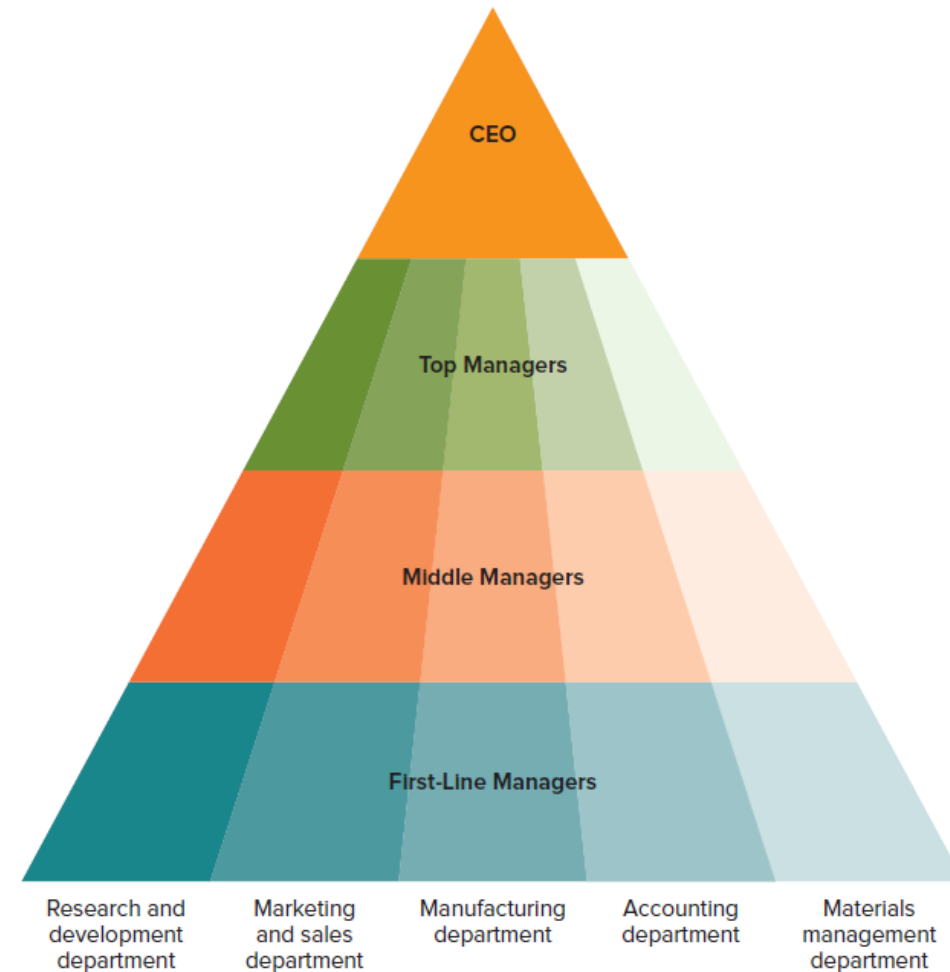 CEO
Top Managers
Middle Managers
First-Line Managers
Research and
development
department
Marketing
and sales
department
Manufacturing
department
Accounting
department
Materials
management
department